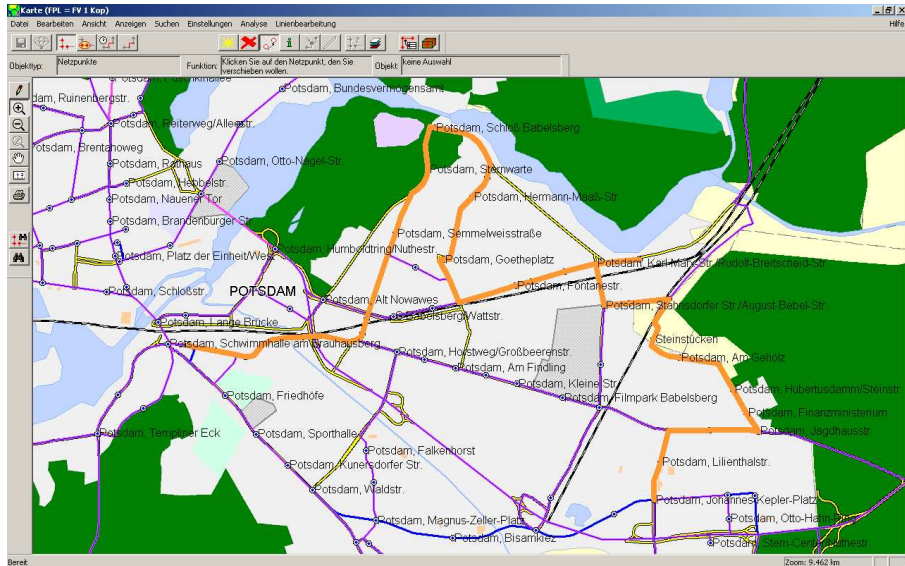 Karte (FPL = FV 1 Kop)
Datei Bearbeiten Ansicht Anzeigen Suchen Einstellungen Analyse Linienbearbeitung Hilfe
Objekttyp: Netzpunkte Funktion: Klicken Sie auf den Netzpunkt, den Sie verschieben wollen. Objekt: keine Auswahl
Potsdam, Bundesvermögensamt
dam, Ruinenbergstr.
Potsdam, Reiterweg/Alleestr.
Potsdam, Schloß Babelsberg
otsdam, Brentanoweg
Potsdam, Rathaus
Potsdam, Otto-Nagel-Str.
Potsdam, Sternwarte
Potsdam, Hebbelstr.
Potsdam, Nauener Tor
Potsdam, Hermann-Maaß-Str.
Potsdam, Brandenburger Str.
Potsdam, Semmelweisstraße
Potsdam, Humboldtring/Nuthestr.
Potsdam, Platz der Einheit/West
Potsdam, Goetheplatz
Potsdam, Karl-Marx-Str./Rudolf-Breitscheid-Str.
Potsdam, Schloßstr.
POTSDAM
Potsdam, Fontanestr.
Potsdam, Alt Nowawes
Potsdam, Stahnsdorfer Str./August-Bebel-Str.
S Babelsberg/Wattstr.
Potsdam, Lange Brücke
Potsdam, Schwimmhalle am Brauhausberg
Steinstücken
Potsdam, Horstweg/Großbeerenstr.
Potsdam, Am Gehölz
Potsdam, Am Findling
Potsdam, Kleine Str.
Potsdam, Hubertusdamm/Steinstr.
Potsdam, Friedhöfe
Potsdam, Filmpark Babelsberg
Potsdam, Finanzministerium
Potsdam, Templiner Eck
Potsdam, Sporthalle
Potsdam, Jagdhausstr.
Potsdam, Falkenhorst
Potsdam, Kunersdorfer Str.
Potsdam, Lilienthalstr.
Potsdam, Waldstr.
Potsdam, Johannes-Kepler-Platz
Potsdam, Magnus-Zeller-Platz
Potsdam, Otto-Hahn-Ring
Potsdam, Bisamkiez
Potsdam, Stern-Center/Nuthestr.
Bereit Zoom: 9.462 km